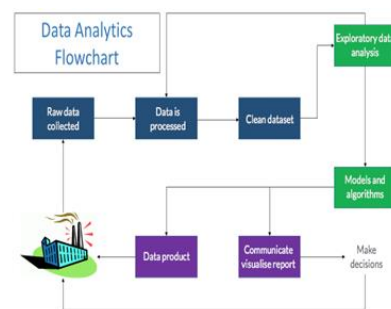 Data Analytics
Flowchart
Exploratory data
analysis
Raw data
collected
Data is
processed
Clean dataset
Models and
algorithms
Data product
Communicate
visualise report
Make
decisions